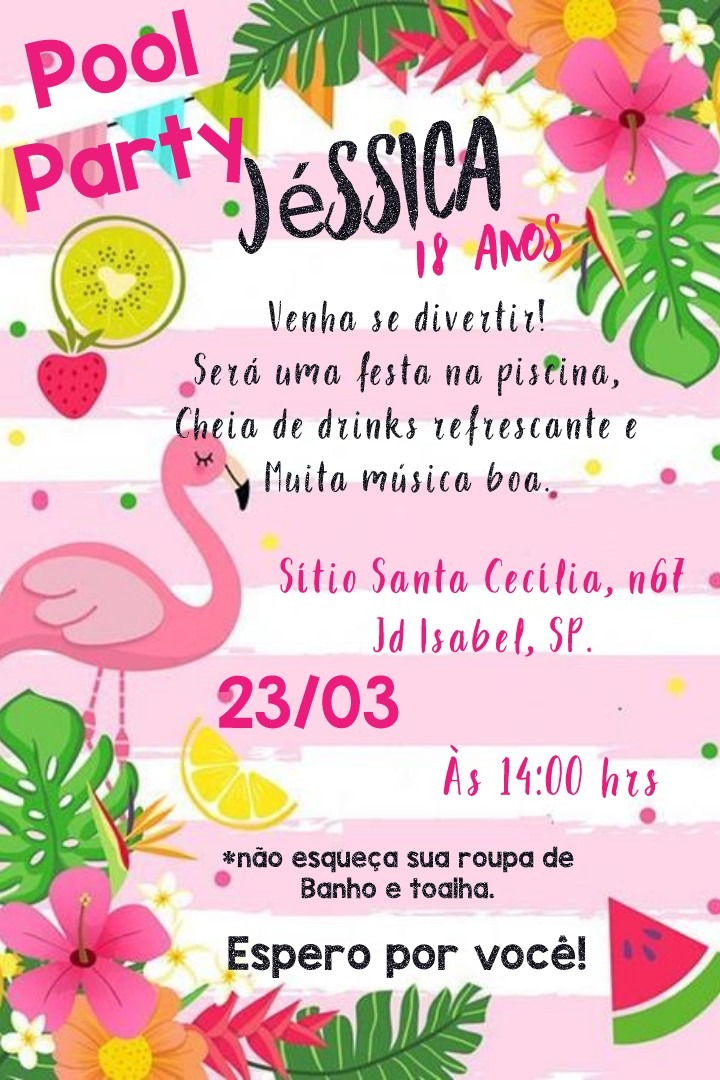 Pool
Party
JéSSICA
18 ANOS
Venha se divertir!
Será uma festa na piscina,
Cheia de drinks refrescante e
Muita música boa.
Sítio Santa Cecília, n67
Jd Isabel, SP.
23/03
Às 14:00 hrs
*não esqueça sua roupa de
Banho e toalha.
Espero por você!